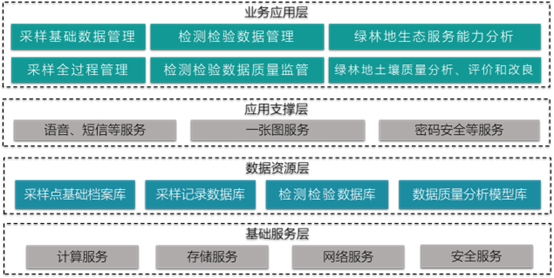 业务应用层
采样基础数据管理 检测检验数据管理 绿林地生态服务能力分析
采样全过程管理 检测检验数据质量监管 绿林地土壤质量分析、评价和改良
应用支撑层
语音、短信等服务 一张图服务 密码安全等服务
数据资源层
采样点基础档案库 采样记录数据库 检测检验数据库 数据质量分析模型库
基础服务层
计算服务 存储服务 网络服务 安全服务